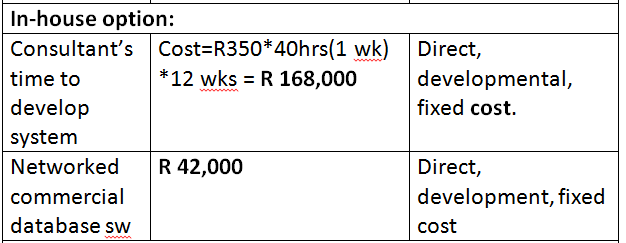 In-house option:
Consultant's
time to
develop
system
Cost=R350*40hrs(1 wk)
*12 wks = R 168,000
Direct,
developmental,
fixed cost.
Networked
commercial
database sw
R 42,000
Direct,
development, fixed
cost